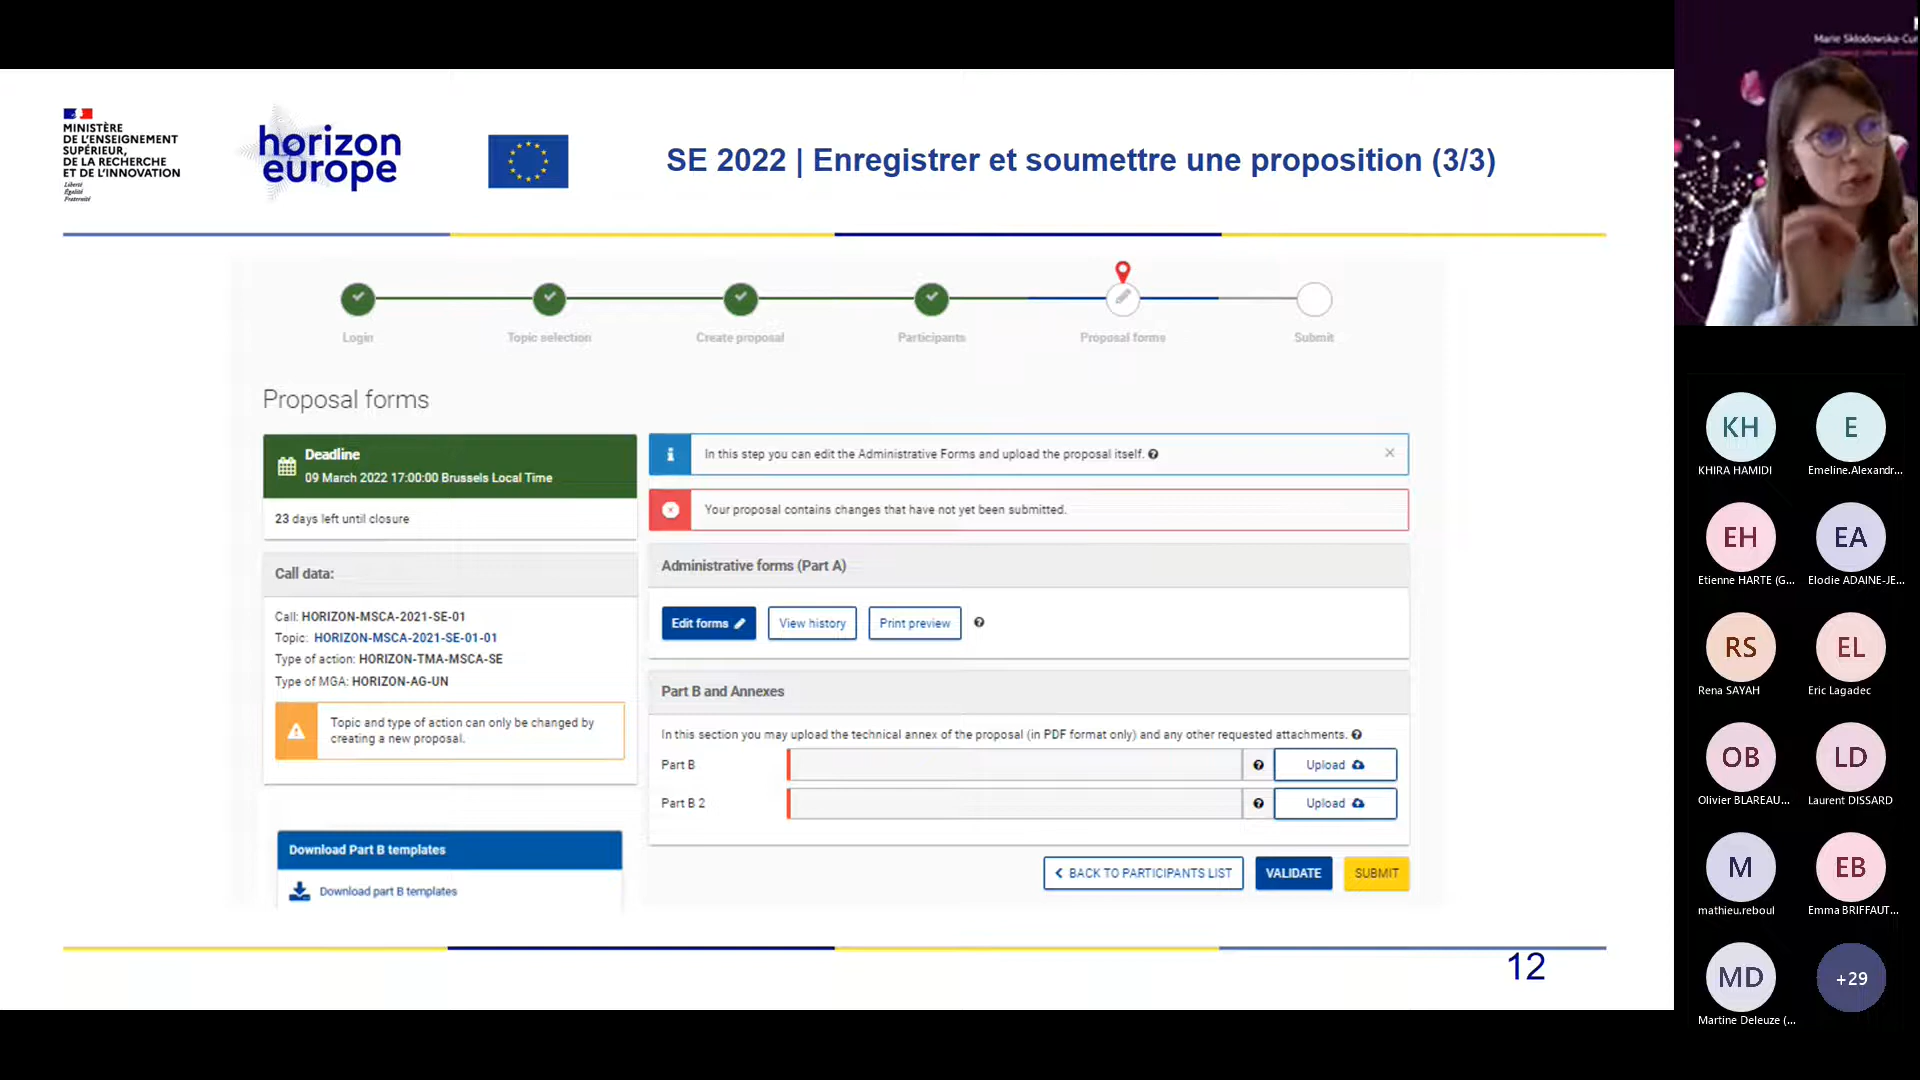 MINISTÈRE
DE L'ENSEIGNEMENT
SUPÉRIEUR,
DE LA RECHERCHE
ET DE L'INNOVATION
Liberté
Égalité
Fraternité
horizon
europe
SE 2022 | Enregistrer et soumettre une proposition (3/3)
Login
Topic selection
Create proposal
Participants
Proposal forms
Submit
Proposal forms
Deadline
09 March 2022 17:00:00 Brussels Local Time
23 days left until closure
Call data:
Call: HORIZON-MSCA-2021-SE-01
Topic: HORIZON-MSCA-2021-SE-01-01
Type of action: HORIZON-TMA-MSCA-SE
Type of MGA: HORIZON-AG-UN
Topic and type of action can only be changed by
creating a new proposal.
Download Part B templates
Download part B templates
In this step you can edit the Administrative Forms and upload the proposal itself.
Your proposal contains changes that have not yet been submitted.
Administrative forms (Part A)
Edit forms
View history
Print preview
Part B and Annexes
In this section you may upload the technical annex of the proposal (in PDF format only) and any other requested attachments.
Part B
Upload
Part B 2
Upload
BACK TO PARTICIPANTS LIST
VALIDATE
SUBMIT
12
Marie Skłodowska-Cur
KH
KHIRA HAMIDI
E
Emeline.Alexandr...
EH
Etienne HARTE (G...
EA
Elodie ADAINE-JE...
RS
Rena SAYAH
EL
Eric Lagadec
OB
Olivier BLAREAU...
LD
Laurent DISSARD
M
mathieu.reboul
EB
Emma BRIFFAUT...
MD
Martine Deleuze (...
+29